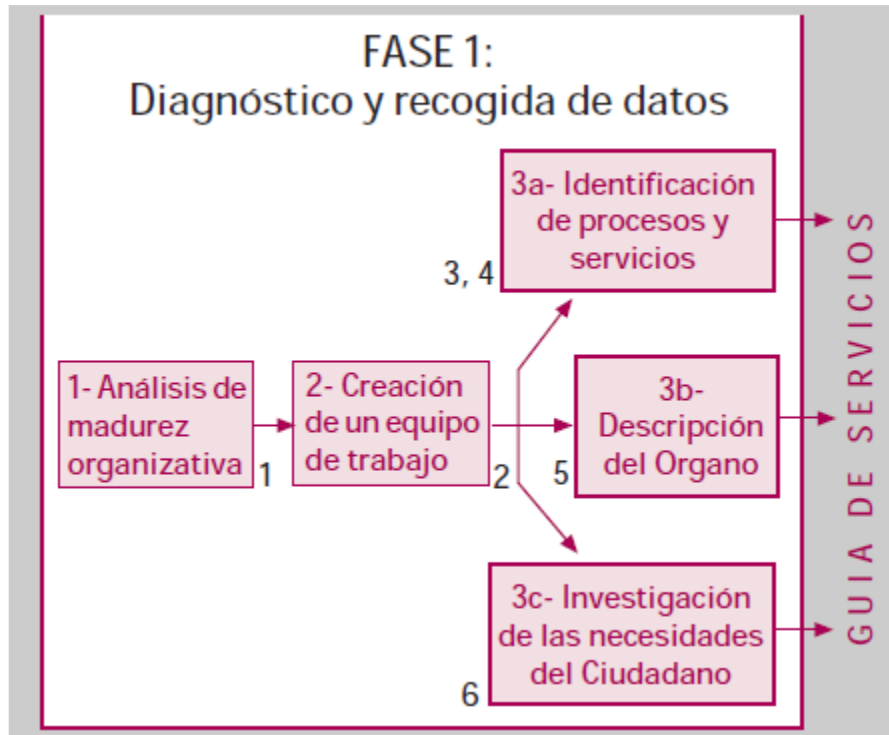 FASE 1:
Diagnóstico y recogida de datos
3a- Identificación
de procesos y
servicios
3, 4
1- Análisis de
madurez
organizativa
1
2- Creación
de un equipo
de trabajo
2
3b-
Descripción
del Organo
5
3c- Investigación
de las necesidades
del Ciudadano
6
GUIA DE SERVICIOS